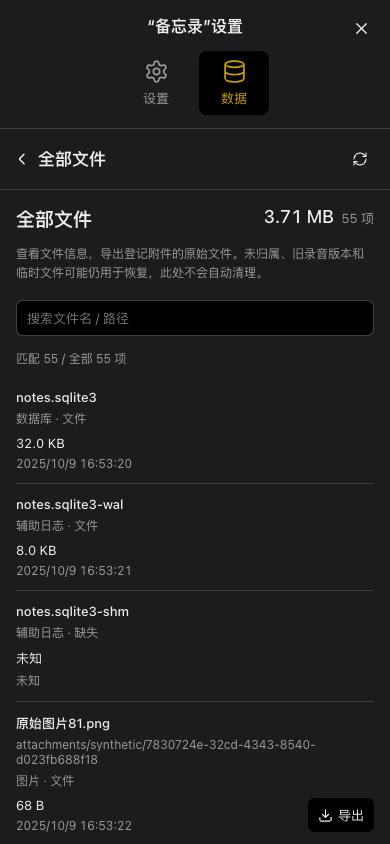 “备忘录”设置
设置
数据
全部文件
全部文件
3.71 MB 55 项
查看文件信息，导出登记附件的原始文件。未归属、旧录音版本和
临时文件可能仍用于恢复，此处不会自动清理。
搜索文件名 / 路径
匹配 55 / 全部 55 项
notes.sqlite3
数据库 · 文件
32.0 KB
2025/10/9 16:53:20
notes.sqlite3-wal
辅助日志 · 文件
8.0 KB
2025/10/9 16:53:21
notes.sqlite3-shm
辅助日志 · 缺失
未知
未知
原始图片81.png
attachments/synthetic/7830724e-32cd-4343-8540-
d023fb688f18
图片 · 文件
68 B
2025/10/9 16:53:22
导出